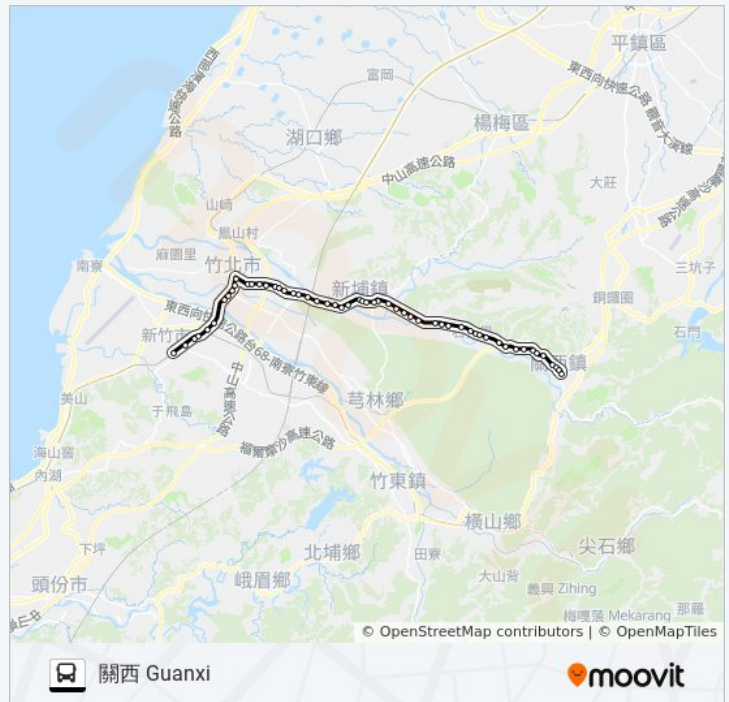 平鎮區
西部濱海快速公路
富岡
東西向快速公路 觀音大溪線
湖口鄉
楊梅區
中山高速公路
大莊
山崎
鳳山村
麻園里
竹北市
南寮
三坑子
新埔鎮
銅鑼圈
東西向快速公路台68-南寮竹東線
新竹市
石門
關西鎮
中山高速公路
美山
于飛島
芎林鄉
福爾摩沙高速公路
海山窑
內湖
竹東鎮
橫山鄉
下坪
北埔鄉
田寮
尖石鄉
頭份市
峨眉鄉
大山背
義興 Zihing
梅嘎蒗 Mekarang
那羅
© OpenStreetMap contributors | © OpenMapTiles
關西 Guanxi
moovit